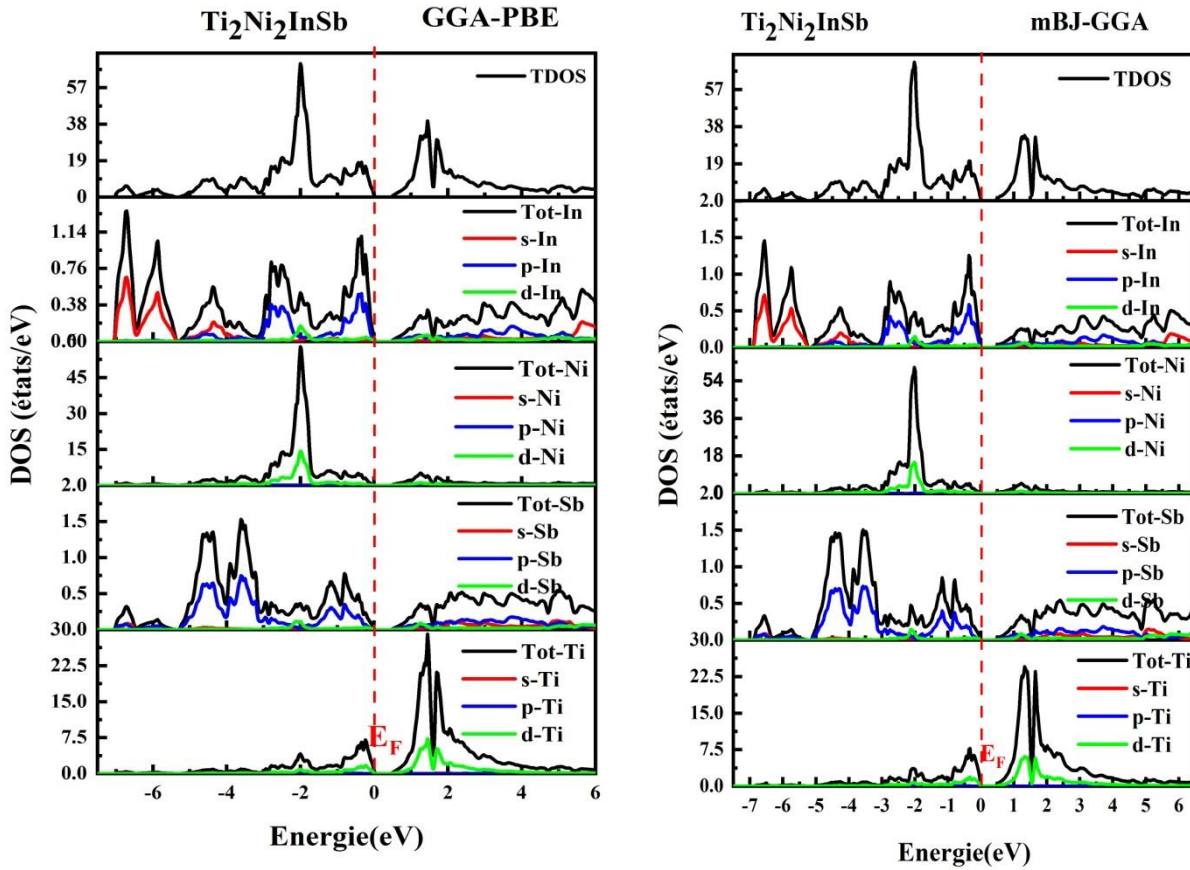 Ti2Ni2InSb GGA-PBE
TDOS
57
38
19
0
Tot-In
s-In
p-In
d-In
1.14
0.76
0.38
0.60
Tot-Ni
s-Ni
p-Ni
d-Ni
45
30
15
2.0
Tot-Sb
s-Sb
p-Sb
d-Sb
1.5
1.0
0.5
30.0
Tot-Ti
s-Ti
p-Ti
d-Ti
22.5
15.0
7.5
0.0
EF
-6 -4 -2 0 2 4 6
Energie(eV)
DOS (états/eV)
Ti2Ni2InSb mBJ-GGA
TDOS
57
38
19
2.0
Tot-In
s-In
p-In
d-In
1.5
1.0
0.5
0.0
Tot-Ni
s-Ni
p-Ni
d-Ni
54
36
18
2.0
Tot-Sb
s-Sb
p-Sb
d-Sb
1.5
1.0
0.5
30.0
Tot-Ti
s-Ti
p-Ti
d-Ti
22.5
15.0
7.5
0.0
EF
-7 -6 -5 -4 -3 -2 -1 0 1 2 3 4 5 6
Energie(eV)
DOS (états/eV)